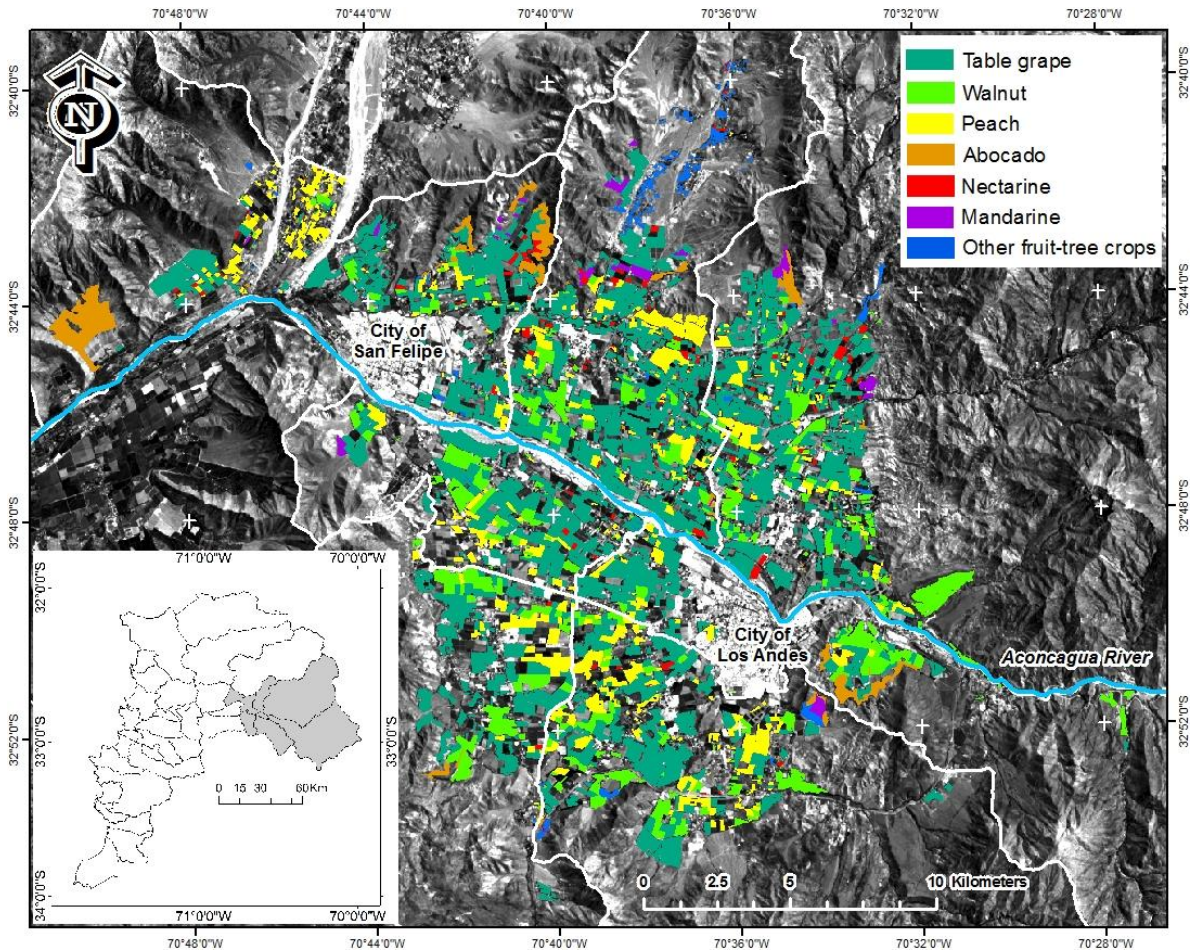 70°48'0"W 70°44'0"W 70°40'0"W 70°36'0"W 70°32'0"W 70°28'0"W
N
Table grape
Walnut
Peach
Abocado
Nectarine
Mandarine
Other fruit-tree crops
32°40'0"S
32°40'0"S
32°44'0"S
32°44'0"S
City of
San Felipe
32°48'0"S
32°48'0"S
City of
Los Andes
Aconcagua River
32°52'0"S
32°52'0"S
71°0'0"W 70°0'0"W
32°0'0"S
33°0'0"S
33°0'0"S
0 15 30 60 Km
34°0'0"S
71°0'0"W 70°0'0"W
0 2.5 5 10 Kilometers
70°48'0"W 70°44'0"W 70°40'0"W 70°36'0"W 70°32'0"W 70°28'0"W